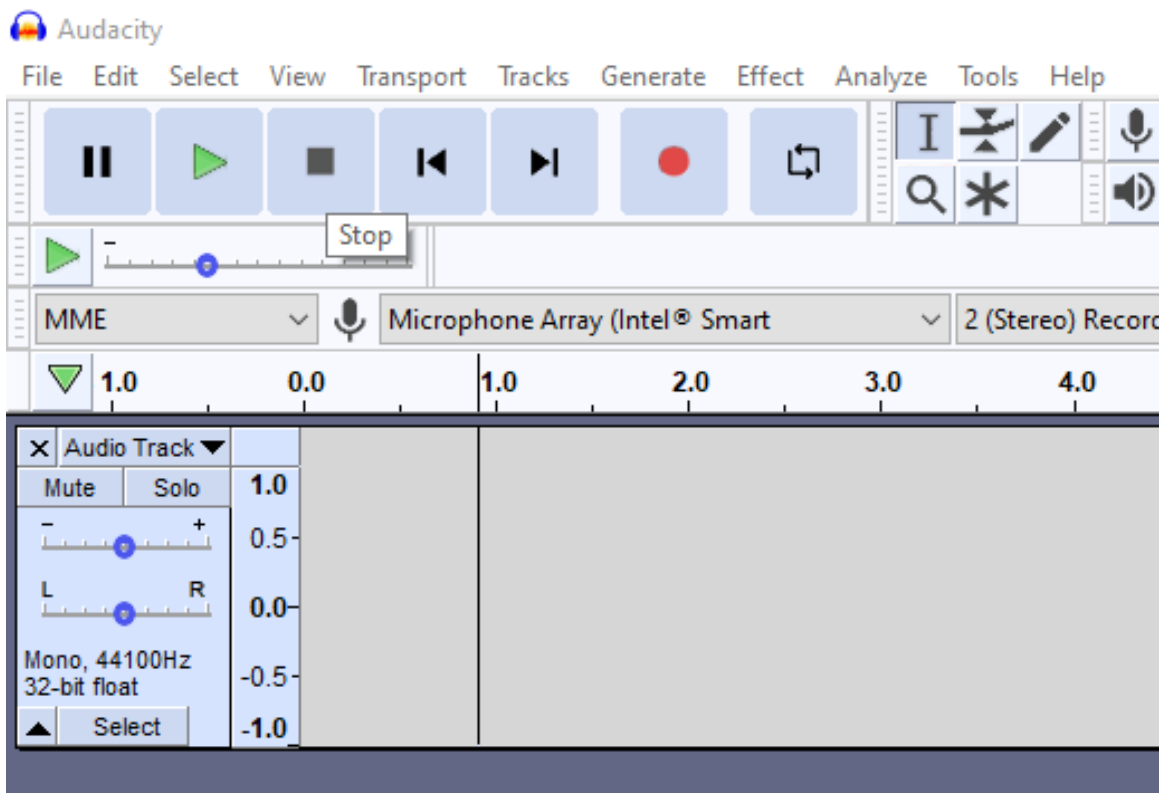 Audacity
File Edit Select View Transport Tracks Generate Effect Analyze Tools Help
Stop
-
MME Microphone Array (Intel® Smart 2 (Stereo) Record
1.0 0.0 1.0 2.0 3.0 4.0
X Audio Track
Mute Solo 1.0
- + 0.5
L R 0.0
Mono, 44100Hz
32-bit float -0.5
Select -1.0